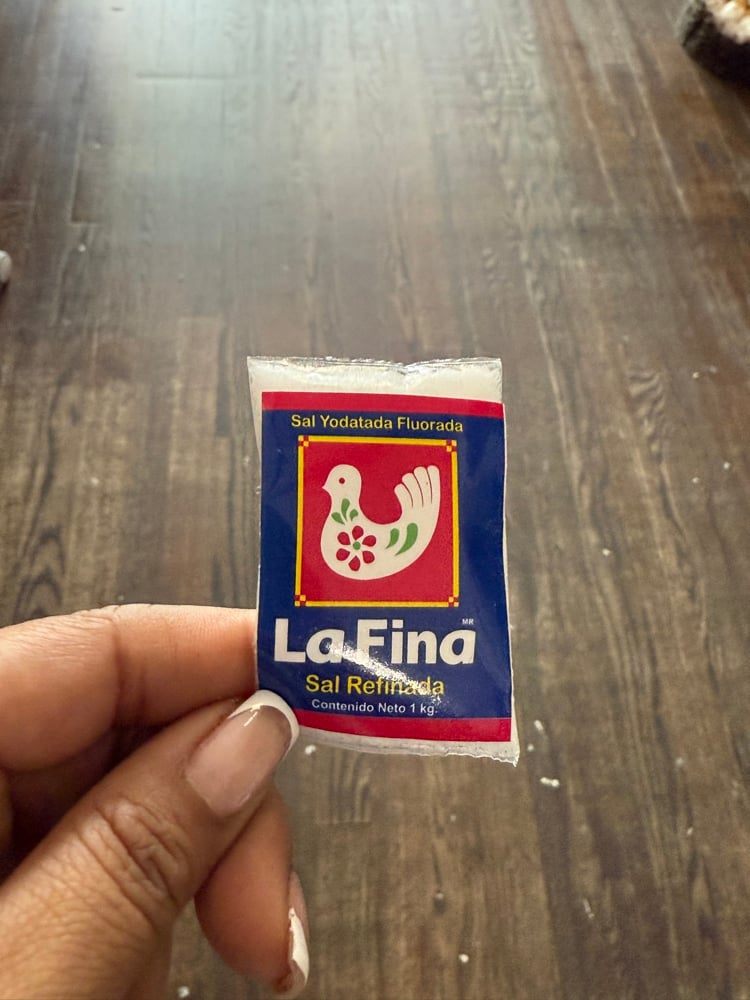 Sal Yodatada Fluorada
La Fina MR
Sal Refinada
Contenido Neto 1 kg.